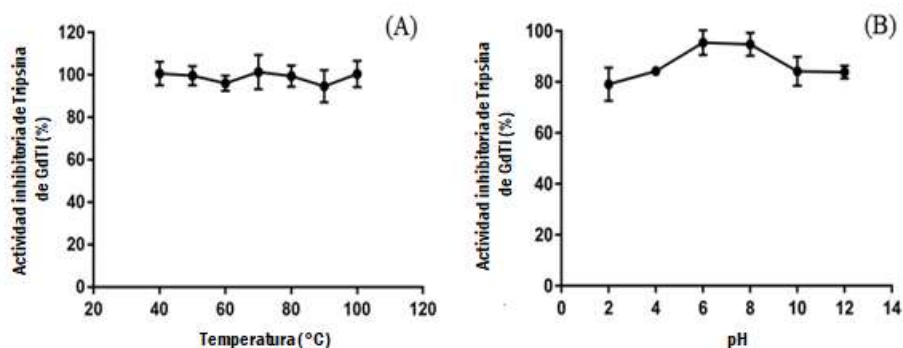 (A)
120
100
80
60
40
20
0
20 40 60 80 100 120
Temperatura (°C)
Actividad inhibitoria de Tripsina
de GdTI (%)
(B)
100
80
60
40
20
0
0 2 4 6 8 10 12 14
pH
Actividad inhibitoria de Tripsina
de GdTI (%)